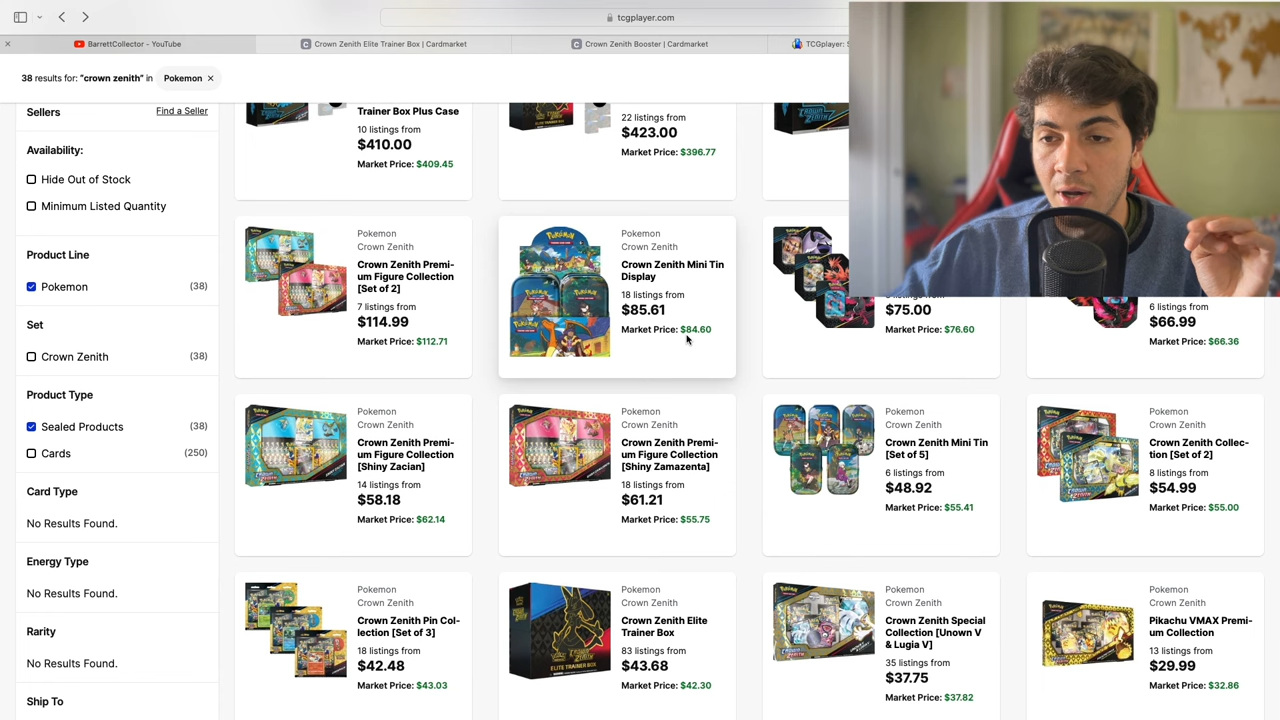 tcgplayer.com
BarrettCollector - YouTube
Crown Zenith Elite Trainer Box | Cardmarket
Crown Zenith Booster | Cardmarket
TCGplayer: S
38 results for: "crown zenith" in
Pokemon
Sellers
Find a Seller
Availability:
Hide Out of Stock
Minimum Listed Quantity
Product Line
Pokemon
(38)
Set
Crown Zenith
(38)
Product Type
Sealed Products
(38)
Cards
(250)
Card Type
No Results Found.
Energy Type
No Results Found.
Rarity
No Results Found.
Ship To
Trainer Box Plus Case
10 listings from
$410.00
Market Price: $409.45
22 listings from
$423.00
Market Price: $396.77
Pokemon
Crown Zenith
Crown Zenith Premi-
um Figure Collection
[Set of 2]
7 listings from
$114.99
Market Price: $112.71
Pokemon
Crown Zenith
Crown Zenith Mini Tin
Display
18 listings from
$85.61
Market Price: $84.60
$75.00
Market Price: $76.60
6 listings from
$66.99
Market Price: $66.36
Pokemon
Crown Zenith
Crown Zenith Premi-
um Figure Collection
[Shiny Zacian]
14 listings from
$58.18
Market Price: $62.14
Pokemon
Crown Zenith
Crown Zenith Premi-
um Figure Collection
[Shiny Zamazenta]
18 listings from
$61.21
Market Price: $55.75
Pokemon
Crown Zenith
Crown Zenith Mini Tin
[Set of 5]
6 listings from
$48.92
Market Price: $55.41
Pokemon
Crown Zenith
Crown Zenith Collec-
tion [Set of 2]
8 listings from
$54.99
Market Price: $55.00
Pokemon
Crown Zenith
Crown Zenith Pin Col-
lection [Set of 3]
18 listings from
$42.48
Market Price: $43.03
Pokemon
Crown Zenith
Crown Zenith Elite
Trainer Box
83 listings from
$43.68
Market Price: $42.30
ELITE TRAINER BOX
Pokemon
Crown Zenith
Crown Zenith Special
Collection [Unown V
& Lugia V]
35 listings from
$37.75
Market Price: $37.82
Pokemon
Crown Zenith
Pikachu VMAX Premi-
um Collection
13 listings from
$29.99
Market Price: $32.86